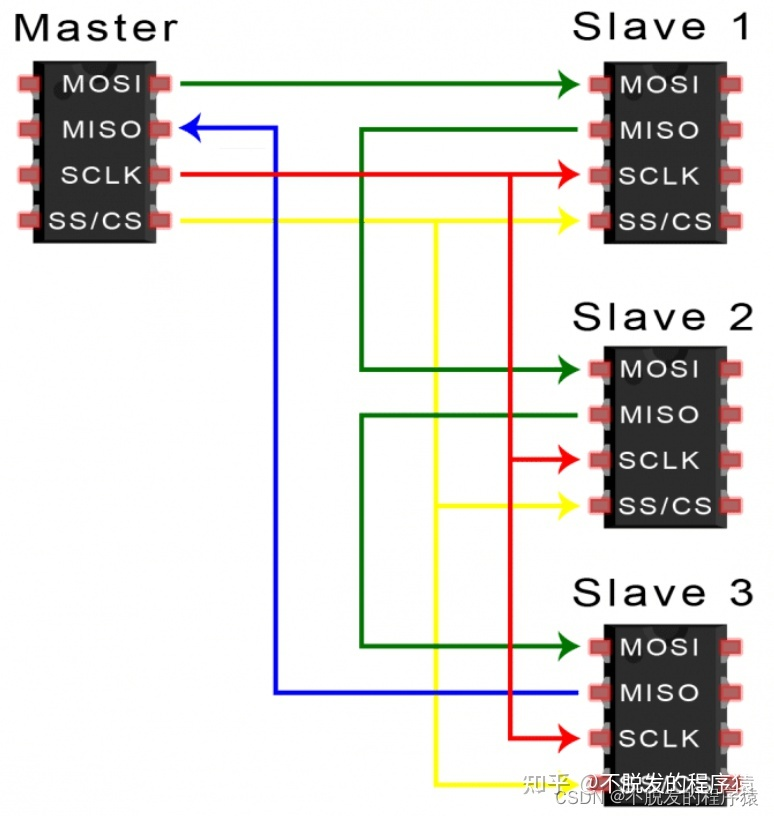 Master
MOSI
MISO
SCLK
SS/CS
Slave 1
MOSI
MISO
SCLK
SS/CS
Slave 2
MOSI
MISO
SCLK
SS/CS
Slave 3
MOSI
MISO
SCLK
知乎 @不脱发的程序猿
CSDN @不脱发的程序猿